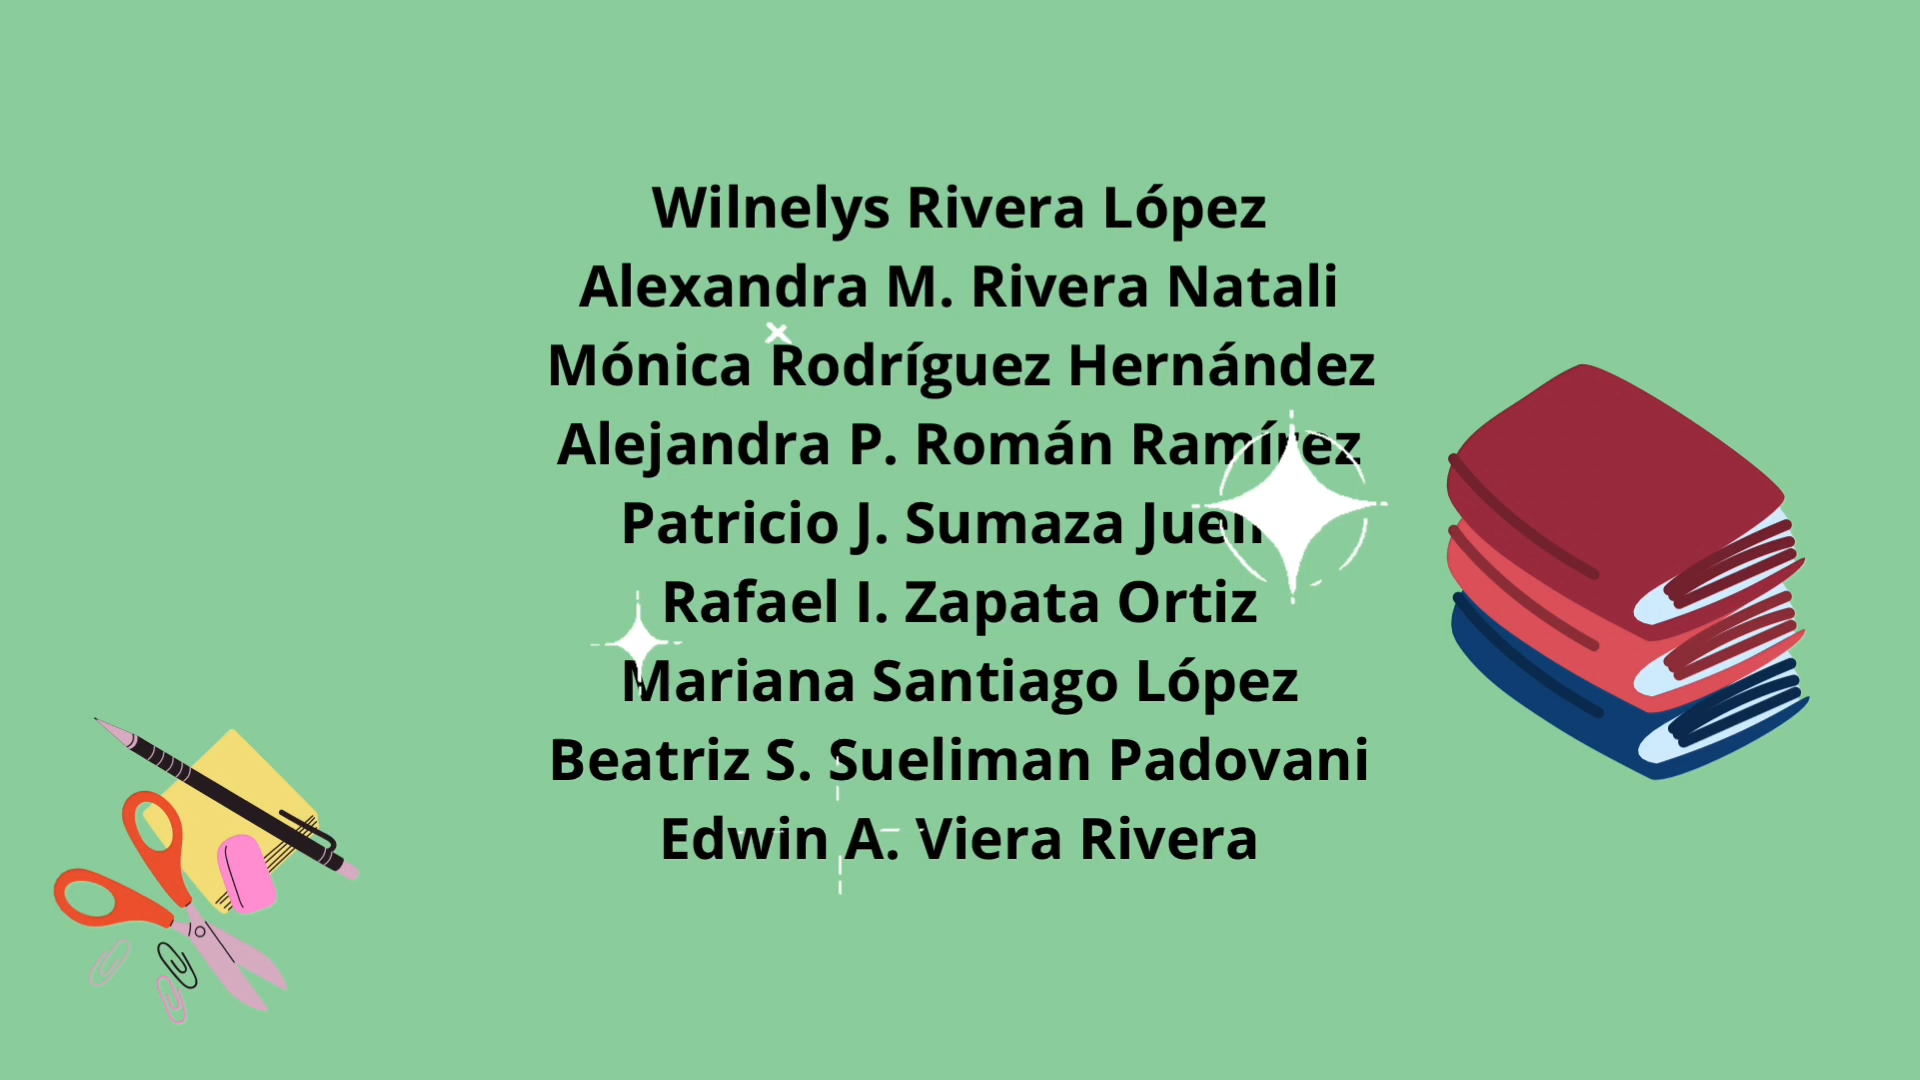 Wilnelys Rivera López
Alexandra M. Rivera Natali
Mónica Rodríguez Hernández
Alejandra P. Román Ramírez
Patricio J. Sumaza
Rafael I. Zapata Ortiz
Mariana Santiago López
Beatriz S. Sueliman Padovani
Edwin A. Viera Rivera